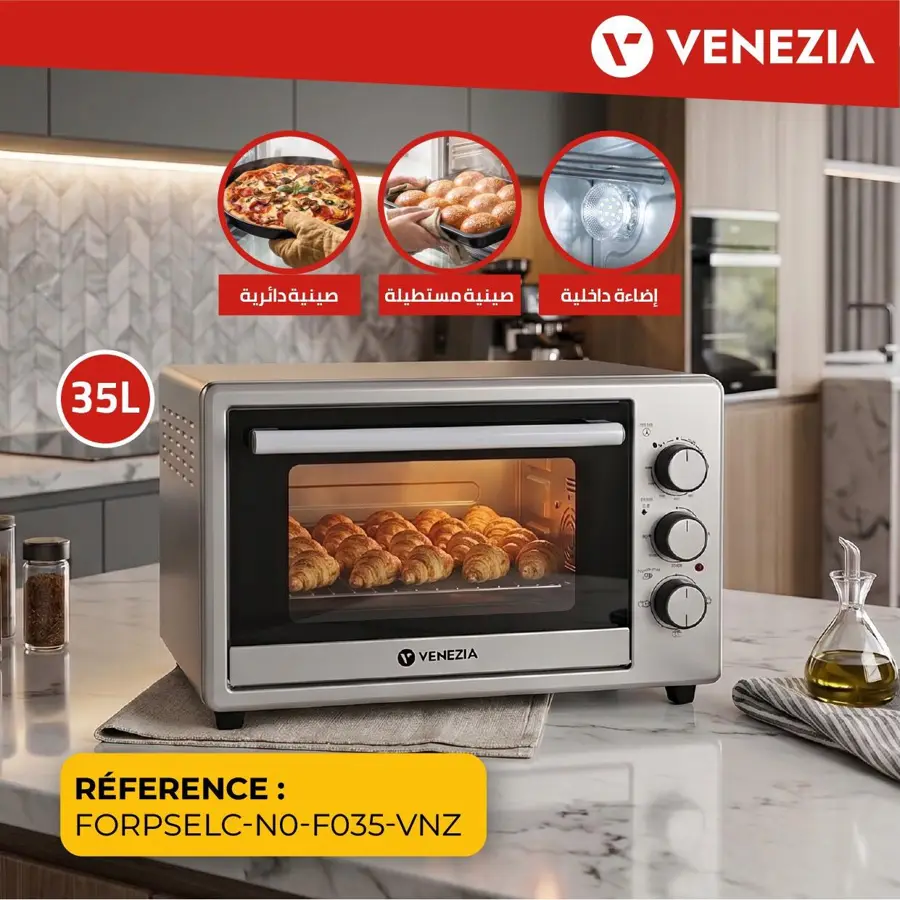 VENEZIA
صينية دائرية
صينية مستطيلة
إضاءة داخلية
35L
VENEZIA
RÉFERENCE :
FORPSELC-N0-F035-VNZ